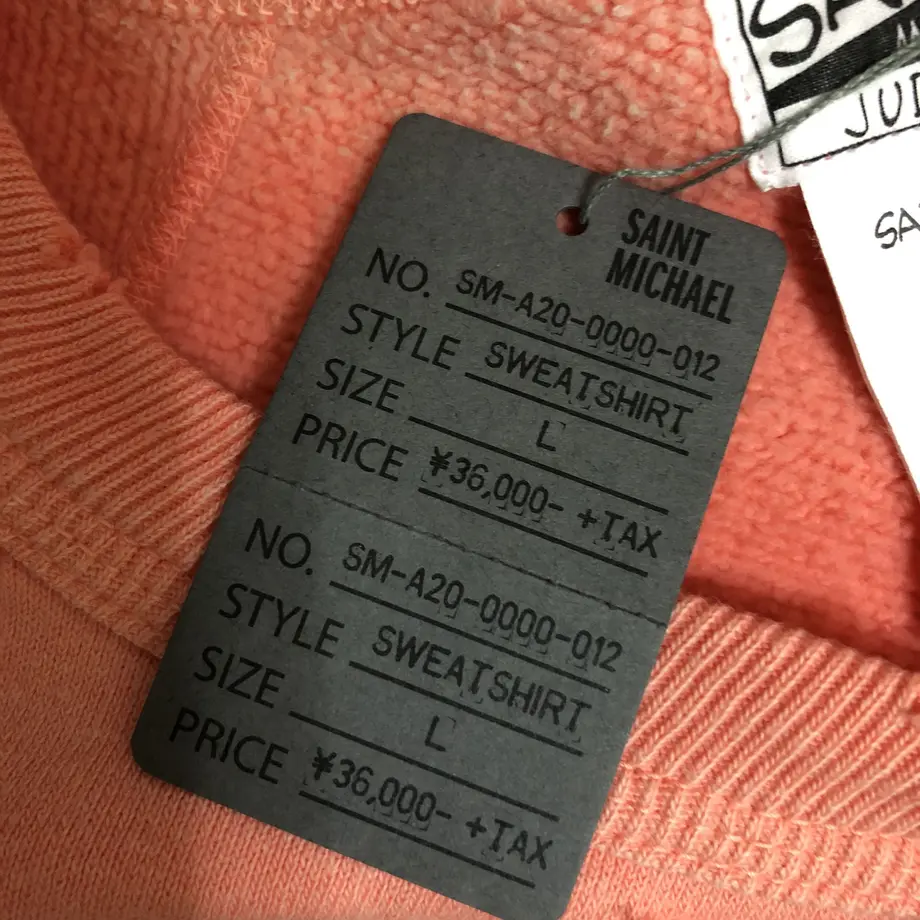 SAINT
MICHAEL
NO. SM-A20-0000-012
STYLE SWEATSHIRT
SIZE L
PRICE ¥36,000- +TAX
NO. SM-A20-0000-012
STYLE SWEATSHIRT
SIZE L
PRICE ¥36,000- +TAX